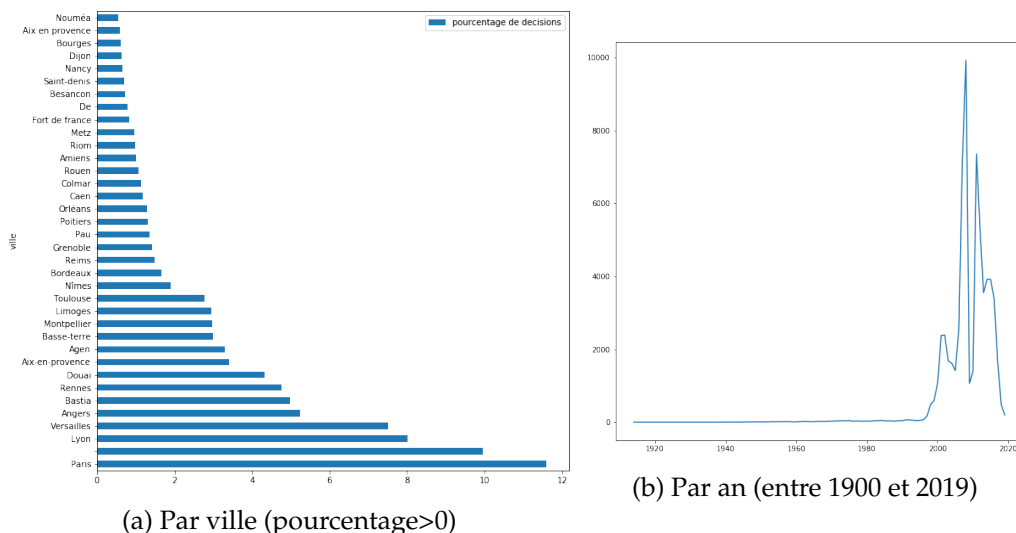 pourcentage de decisions
ville
Nouméa
Aix en provence
Bourges
Dijon
Nancy
Saint-denis
Besancon
De
Fort de france
Metz
Riom
Amiens
Rouen
Colmar
Caen
Orléans
Poitiers
Pau
Grenoble
Reims
Bordeaux
Nîmes
Toulouse
Limoges
Montpellier
Basse-terre
Agen
Aix-en-provence
Douai
Rennes
Bastia
Angers
Versailles
Lyon
Paris
0 2 4 6 8 10 12
(a) Par ville (pourcentage>0)
10000
8000
6000
4000
2000
0
1920 1940 1960 1980 2000 2020
(b) Par an (entre 1900 et 2019)